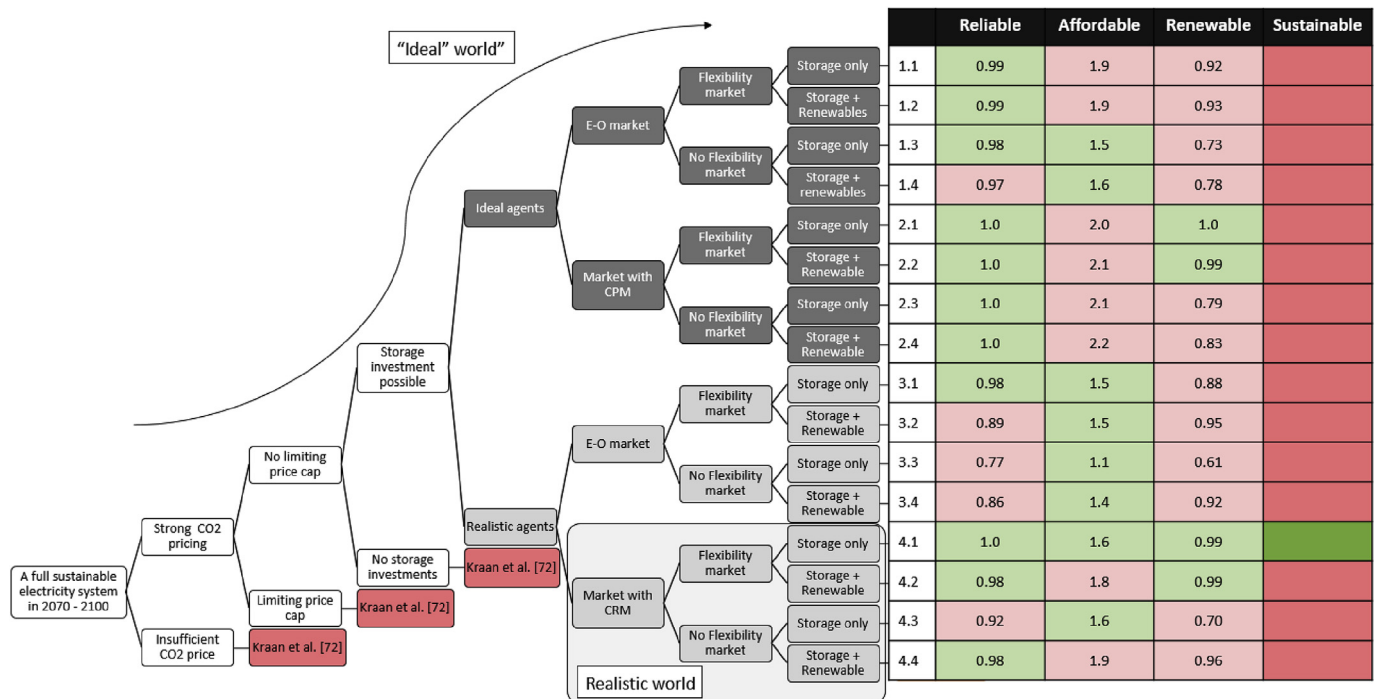 Reliable Affordable Renewable Sustainable
"Ideal" world"
A full sustainable
electricity system
in 2070 - 2100
Strong CO2
pricing
Insufficient
CO2 price
No limiting
price cap
Limiting price
cap
Kraan et al. [72]
Storage
investment
possible
No storage
investments
Kraan et al. [72]
Ideal agents
Realistic agents
Kraan et al. [72]
E-O market
Market with
CPM
E-O market
Market with
CRM
Flexibility
market
No Flexibility
market
Flexibility
market
No Flexibility
market
Flexibility
market
No Flexibility
market
Flexibility
market
No Flexibility
market
Storage only
1.1 0.99 1.9 0.92
Storage +
Renewables
1.2 0.99 1.9 0.93
Storage only
1.3 0.98 1.5 0.73
Storage +
renewables
1.4 0.97 1.6 0.78
Storage only
2.1 1.0 2.0 1.0
Storage +
Renewable
2.2 1.0 2.1 0.99
Storage only
2.3 1.0 2.1 0.79
Storage +
Renewable
2.4 1.0 2.2 0.83
Storage only
3.1 0.98 1.5 0.88
Storage +
Renewable
3.2 0.89 1.5 0.95
Storage only
3.3 0.77 1.1 0.61
Storage +
Renewable
3.4 0.86 1.4 0.92
Storage only
4.1 1.0 1.6 0.99
Storage +
Renewable
4.2 0.98 1.8 0.99
Storage only
4.3 0.92 1.6 0.70
Storage +
Renewable
4.4 0.98 1.9 0.96
Realistic world